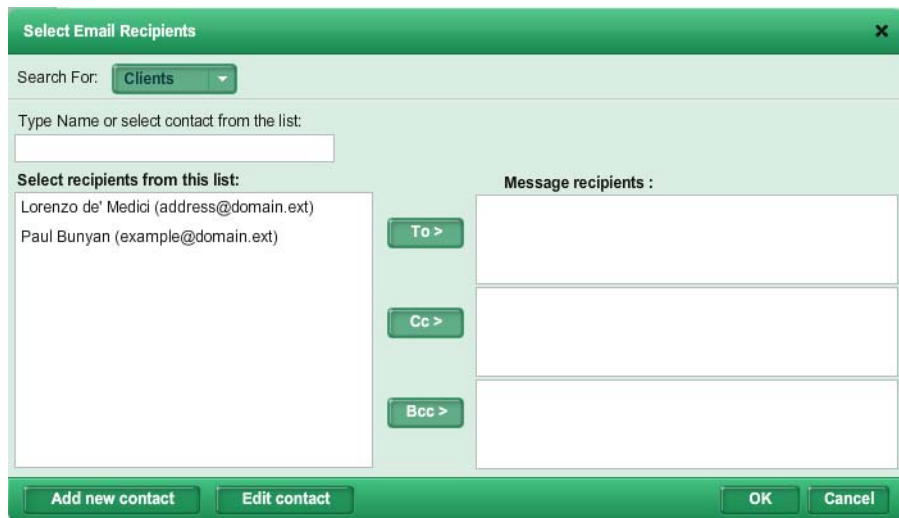 Select Email Recipients
Search For: Clients
Type Name or select contact from the list:
Select recipients from this list:
Message recipients :
Lorenzo de' Medici (address@domain.ext)
Paul Bunyan (example@domain.ext)
To >
Cc >
Bcc >
Add new contact Edit contact OK Cancel